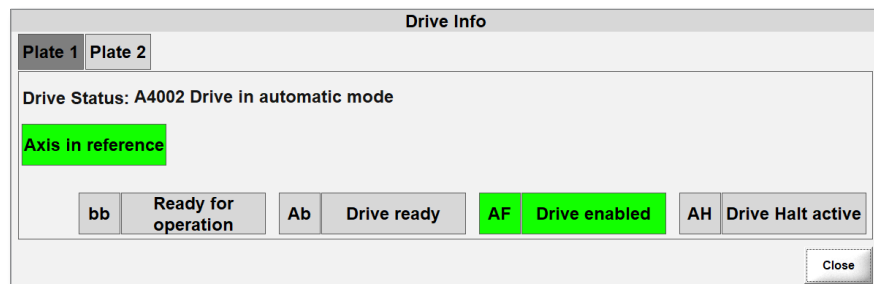 Drive Info
Plate 1 Plate 2
Drive Status: A4002 Drive in automatic mode
Axis in reference
bb Ready for operation Ab Drive ready AF Drive enabled AH Drive Halt active
Close